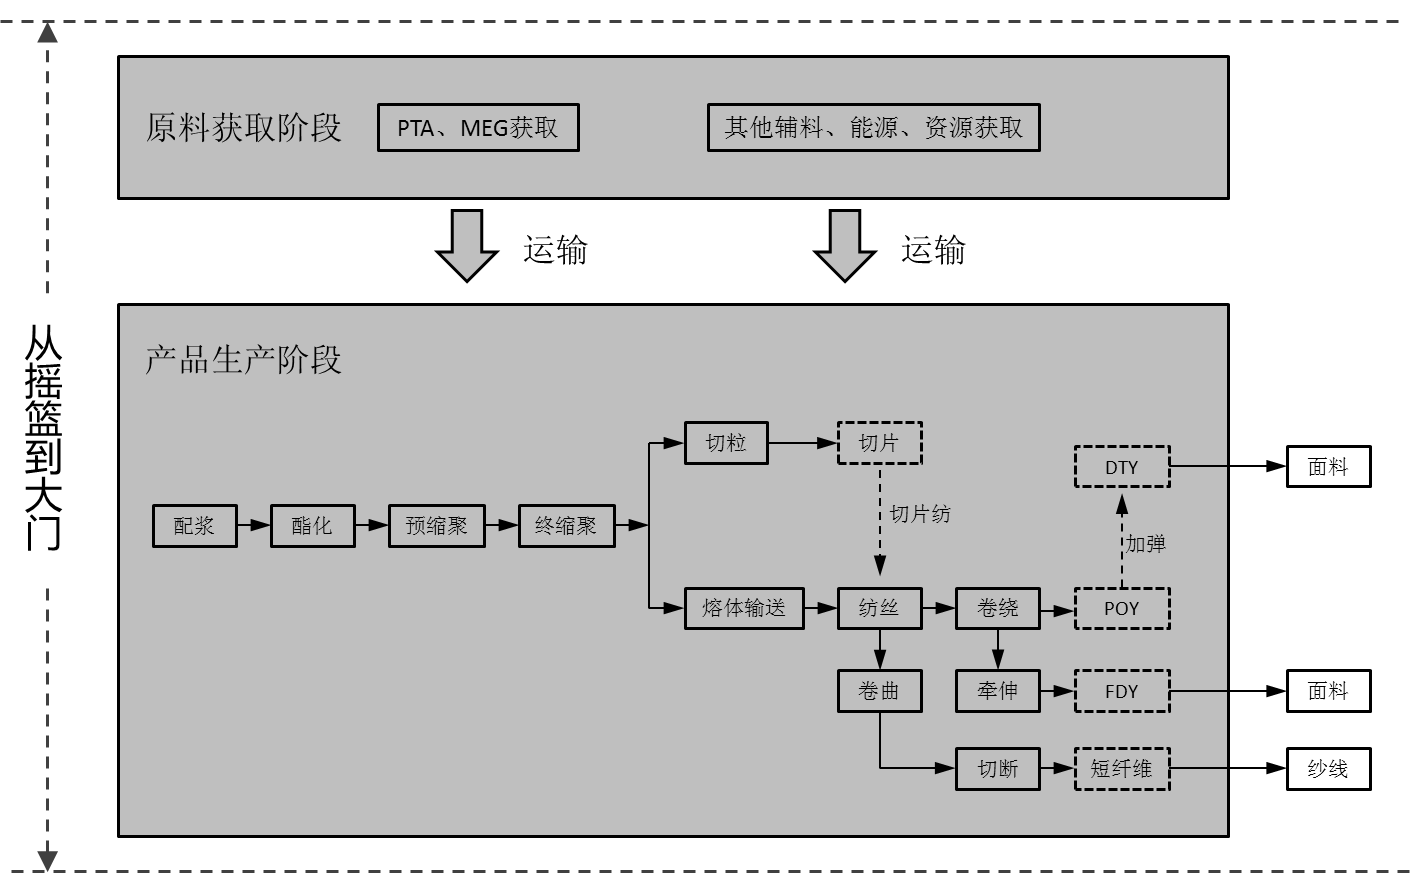 原料获取阶段
PTA、MEG获取
其他辅料、能源、资源获取
运输
运输
从摇篮到大门
产品生产阶段
切粒
切片
DTY
面料
切片纺
加弹
配浆
酯化
预缩聚
终缩聚
熔体输送
纺丝
卷绕
POY
卷曲
牵伸
FDY
面料
切断
短纤维
纱线